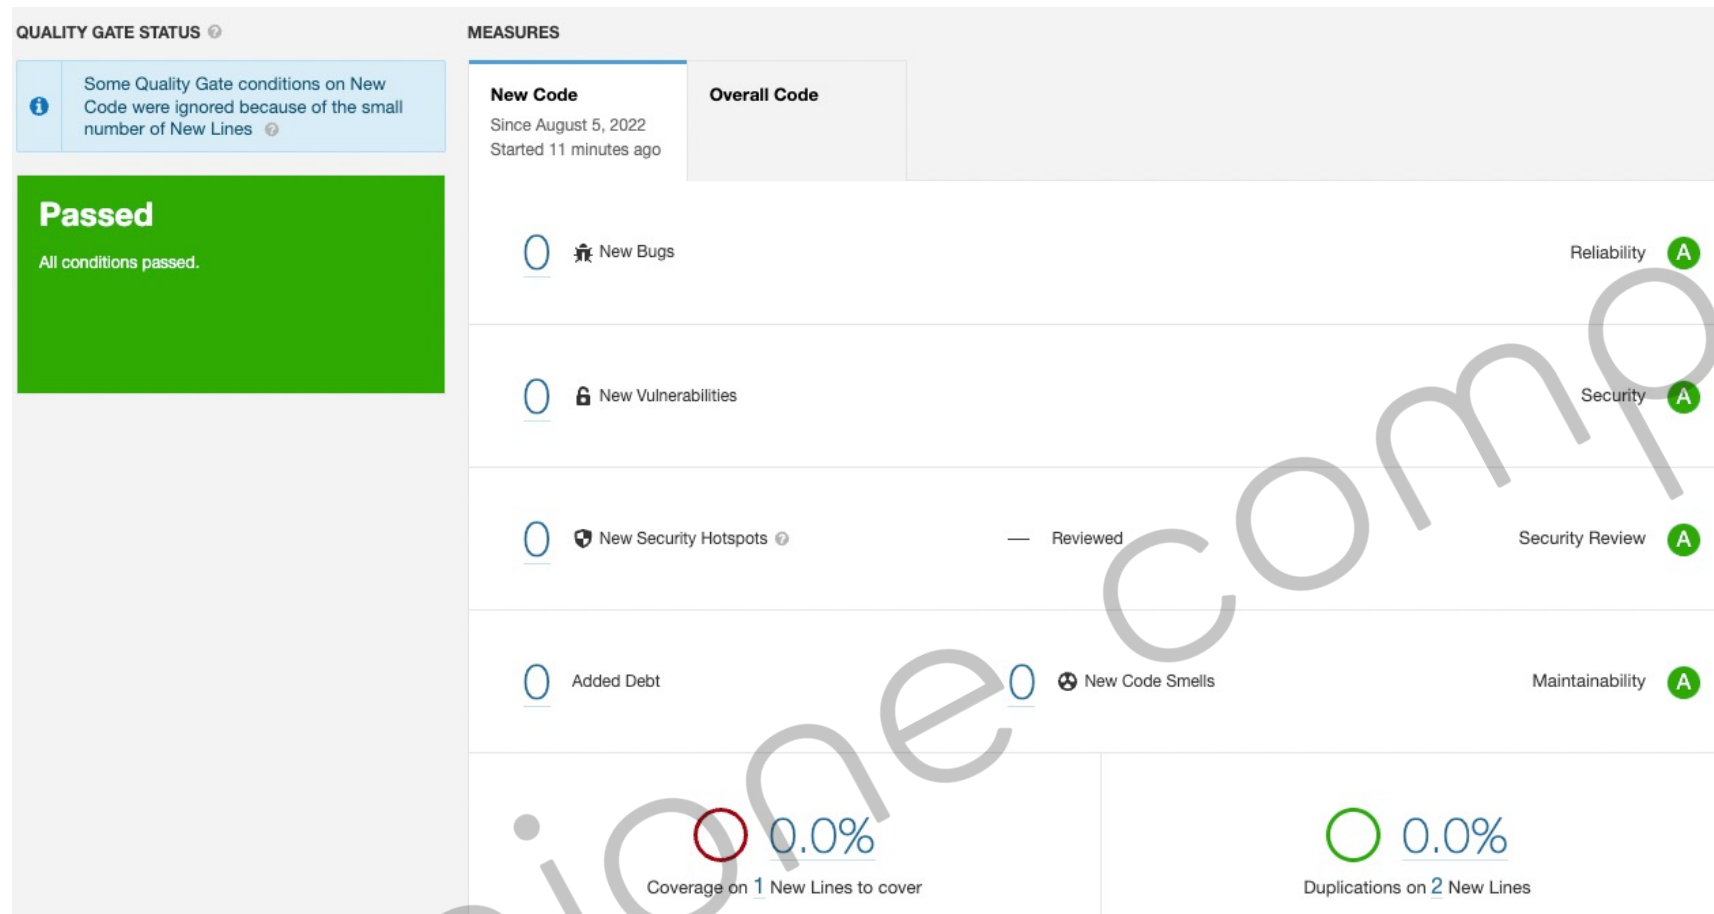 QUALITY GATE STATUS
Some Quality Gate conditions on New
Code were ignored because of the small
number of New Lines
Passed
All conditions passed.
MEASURES
New Code
Since August 5, 2022
Started 11 minutes ago
Overall Code
0 New Bugs
Reliability A
0 New Vulnerabilities
Security A
0 New Security Hotspots
— Reviewed
Security Review A
0 Added Debt
0 New Code Smells
Maintainability A
0.0%
Coverage on 1 New Lines to cover
0.0%
Duplications on 2 New Lines
ione comp